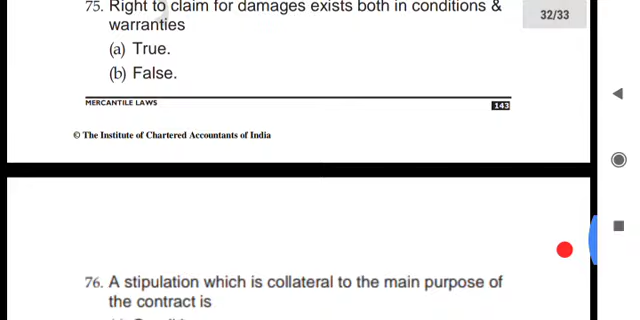 75. Right to claim for damages exists both in conditions &
warranties
32/33
(a) True.
(b) False.
MERCANTILE LAWS
143
© The Institute of Chartered Accountants of India
76. A stipulation which is collateral to the main purpose of
the contract is